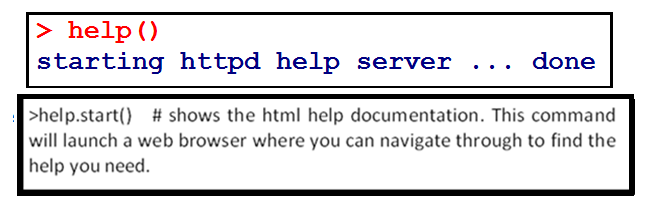 > help()
starting httpd help server ... done
>help.start()   # shows the html help documentation. This command
will launch a web browser where you can navigate through to find the
help you need.